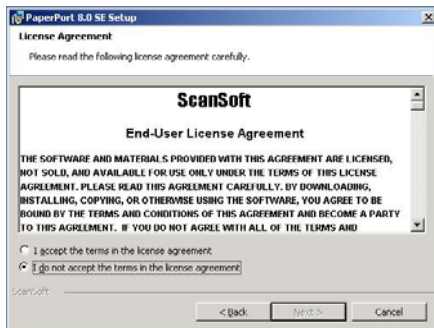 PaperPort 8.0 SE Setup
License Agreement
Please read the following license agreement carefully.
ScanSoft
End-User License Agreement
THE SOFTWARE AND MATERIALS PROVIDED WITH THIS AGREEMENT ARE LICENSED,
NOT SOLD, AND AVAILABLE FOR USE ONLY UNDER THE TERMS OF THIS LICENSE
AGREEMENT. PLEASE READ THIS AGREEMENT CAREFULLY. BY DOWNLOADING,
INSTALLING, COPYING, OR OTHERWISE USING THE SOFTWARE, YOU AGREE TO BE
BOUND BY THE TERMS AND CONDITIONS OF THIS AGREEMENT AND BECOME A PARTY
TO THIS AGREEMENT. IF YOU DO NOT AGREE WITH ALL OF THE TERMS AND
I accept the terms in the license agreement
I do not accept the terms in the license agreement
ScanSoft
< Back Next > Cancel